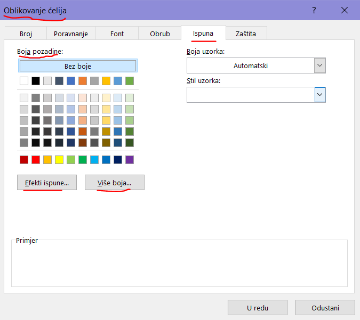 Oblikovanje ćelija
Broj Poravnanje Font Obrub Ispuna Zaštita
Boja pozadine: Boja uzorka:
Bez boje Automatski
Stil uzorka:
Efekti ispune... Više boja...
Primjer
U redu Odustani